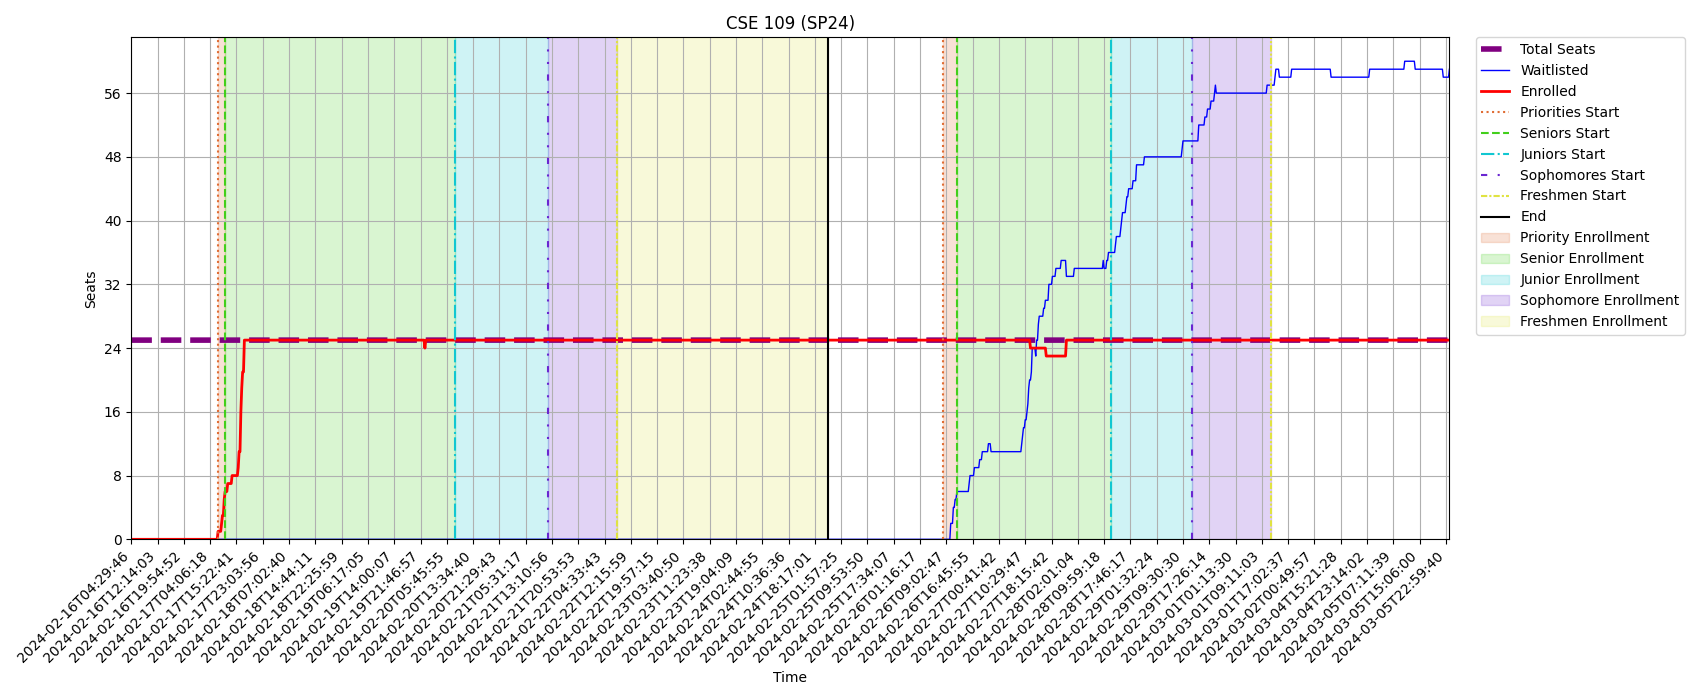 CSE 109 (SP24)
Seats
56
48
40
32
24
16
8
0
2024-02-16T04:29:46
2024-02-16T12:14:03
2024-02-16T19:54:52
2024-02-17T04:06:18
2024-02-17T15:22:41
2024-02-17T23:03:56
2024-02-18T07:02:40
2024-02-18T14:44:11
2024-02-18T22:25:59
2024-02-19T06:17:05
2024-02-19T14:00:07
2024-02-19T21:46:57
2024-02-20T05:45:55
2024-02-20T13:34:40
2024-02-20T21:29:43
2024-02-21T05:31:17
2024-02-21T13:10:56
2024-02-21T20:53:53
2024-02-22T04:33:43
2024-02-22T12:15:59
2024-02-22T19:57:15
2024-02-23T03:40:50
2024-02-23T11:23:38
2024-02-23T19:04:09
2024-02-24T02:44:55
2024-02-24T10:36:36
2024-02-24T18:17:01
2024-02-25T01:57:25
2024-02-25T09:53:50
2024-02-25T17:34:07
2024-02-26T01:16:17
2024-02-26T09:02:47
2024-02-26T16:45:55
2024-02-27T00:41:42
2024-02-27T10:29:47
2024-02-27T18:15:42
2024-02-28T02:01:04
2024-02-28T09:59:18
2024-02-28T17:46:17
2024-02-29T01:32:24
2024-02-29T09:30:30
2024-02-29T17:26:14
2024-03-01T01:13:30
2024-03-01T09:11:03
2024-03-01T17:02:37
2024-03-02T00:49:57
2024-03-04T15:21:28
2024-03-04T23:14:02
2024-03-05T07:11:39
2024-03-05T15:06:00
2024-03-05T22:59:40
Time
Total Seats
Waitlisted
Enrolled
Priorities Start
Seniors Start
Juniors Start
Sophomores Start
Freshmen Start
End
Priority Enrollment
Senior Enrollment
Junior Enrollment
Sophomore Enrollment
Freshmen Enrollment